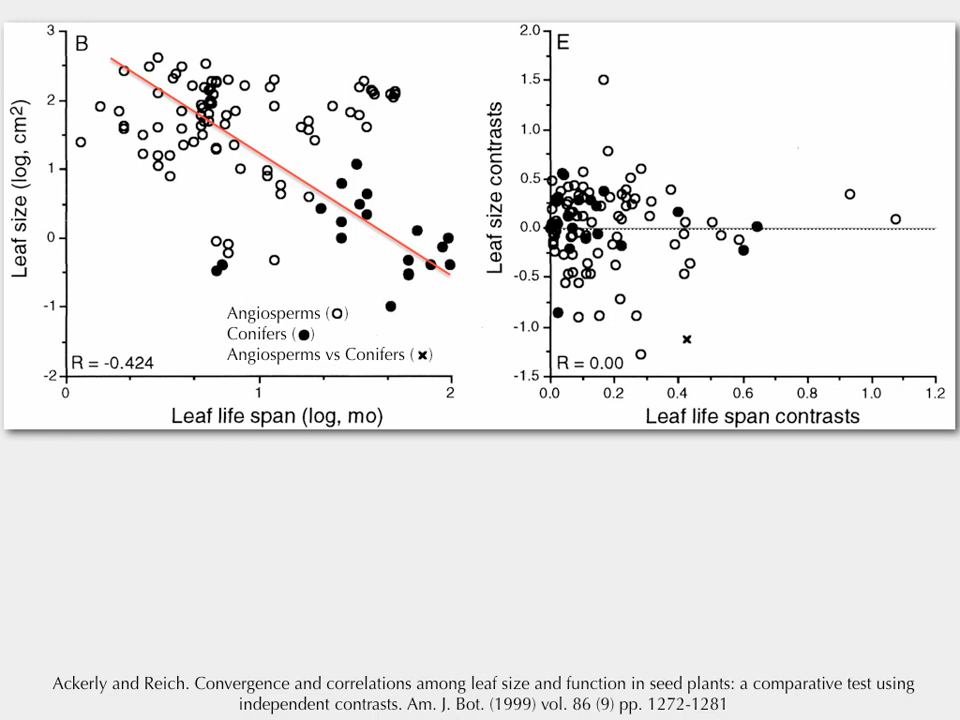 B
3
2
1
0
-1
-2
Leaf size (log, cm2)
Angiosperms ( )
Conifers ( )
Angiosperms vs Conifers ( )
R = -0.424
0
1
2
Leaf life span (log, mo)
E
2.0
1.5
1.0
0.5
0.0
-0.5
-1.0
-1.5
Leaf size contrasts
R = 0.00
0.0 0.2 0.4 0.6 0.8 1.0 1.2
Leaf life span contrasts
Ackerly and Reich. Convergence and correlations among leaf size and function in seed plants: a comparative test using
independent contrasts. Am. J. Bot. (1999) vol. 86 (9) pp. 1272-1281